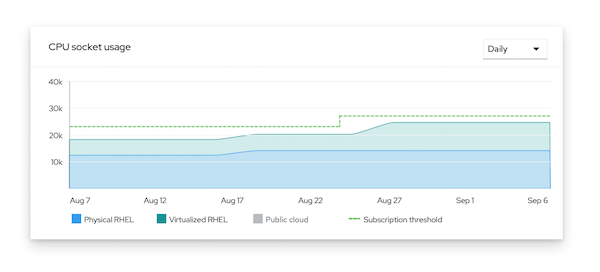 CPU socket usage
Daily
40k
30k
20k
10k
Aug 7 Aug 12 Aug 17 Aug 22 Aug 27 Sep 1 Sep 6
Physical RHEL Virtualized RHEL Public cloud Subscription threshold